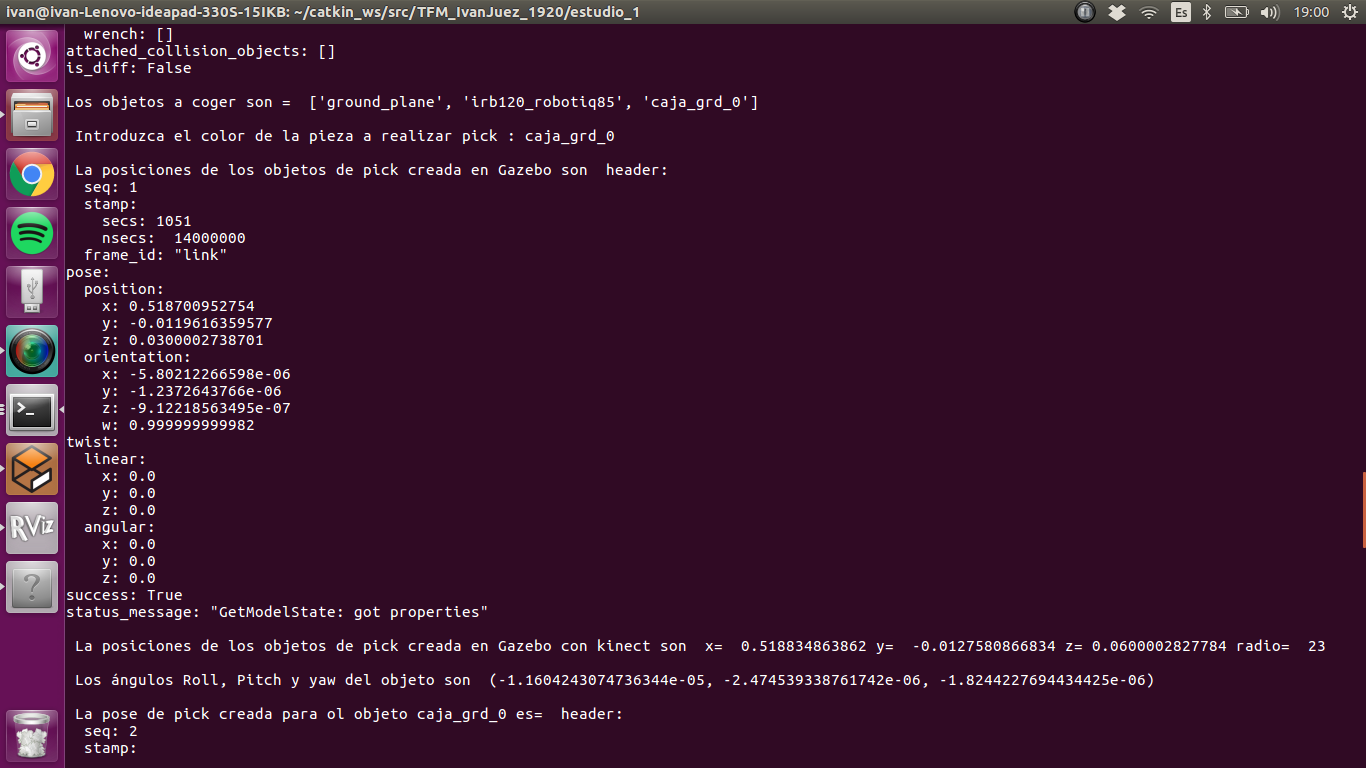 ivan@ivan-Lenovo-ideapad-330S-15IKB: ~/catkin_ws/src/TFM_IvanJuez_1920/estudio_1
Es
19:00
wrench: []
attached_collision_objects: []
is_diff: False
Los objetos a coger son =  ['ground_plane', 'irb120_robotiq85', 'caja_grd_0']
Introduzca el color de la pieza a realizar pick : caja_grd_0
La posiciones de los objetos de pick creada en Gazebo son  header:
seq: 1
stamp:
secs: 1051
nsecs:  14000000
frame_id: "link"
pose:
position:
x: 0.518700952754
y: -0.0119616359577
z: 0.0300002738701
orientation:
x: -5.80212266598e-06
y: -1.2372643766e-06
z: -9.12218563495e-07
w: 0.999999999982
twist:
linear:
x: 0.0
y: 0.0
z: 0.0
angular:
x: 0.0
y: 0.0
z: 0.0
success: True
status_message: "GetModelState: got properties"
La posiciones de los objetos de pick creada en Gazebo con kinect son  x=  0.518834863862 y=  -0.0127580866834 z= 0.0600002827784 radio=  23
Los ángulos Roll, Pitch y yaw del objeto son  (-1.1604243074736344e-05, -2.474539338761742e-06, -1.8244227694434425e-06)
La pose de pick creada para ol objeto caja_grd_0 es=  header:
seq: 2
stamp:
RViz